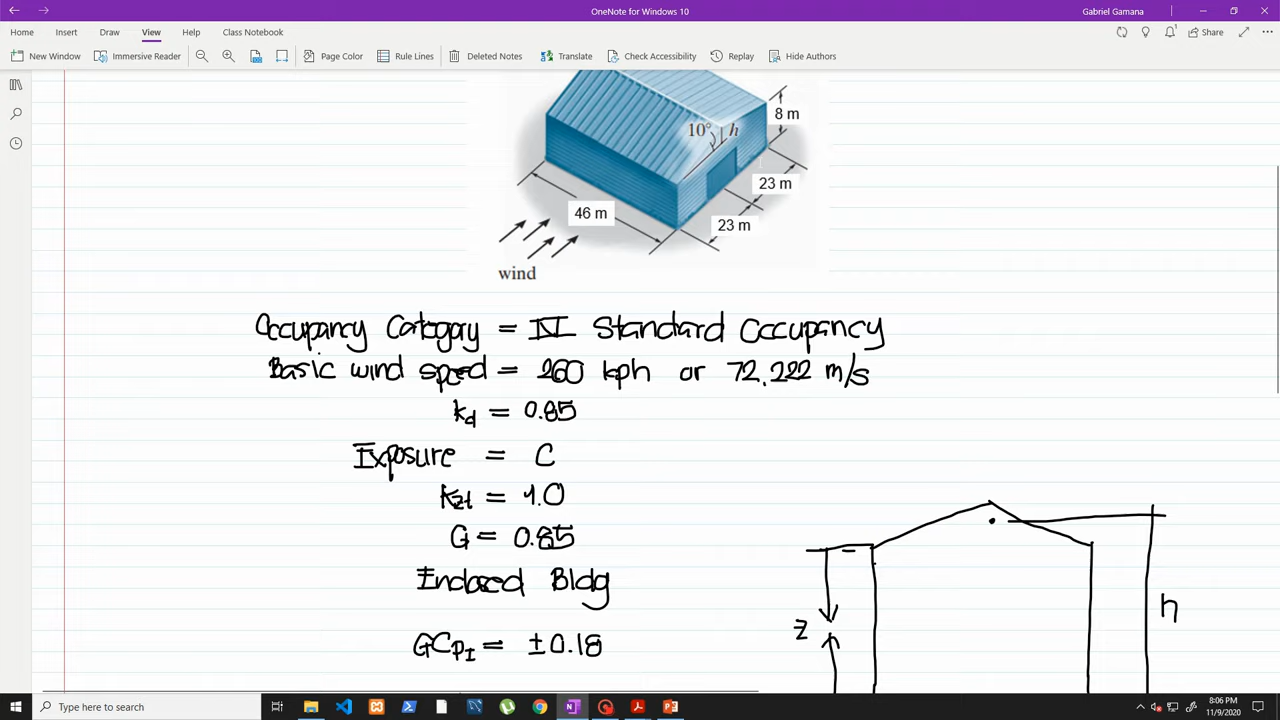 OneNote for Windows 10
Gabriel Gamana
Home Insert Draw View Help Class Notebook
Share
New Window Immersive Reader Page Color Rule Lines Deleted Notes Translate Check Accessibility Replay Hide Authors
8 m
10° h
23 m
46 m
23 m
wind
Occupancy Category = IV Standard Occupancy
Basic wind speed = 260 kph or 72.222 m/s
kd = 0.85
Exposure = C
kzt = 1.0
G = 0.85
Enclosed Bldg
z
h
GCPI = ±0.18
Type here to search
8:06 PM
11/9/2020